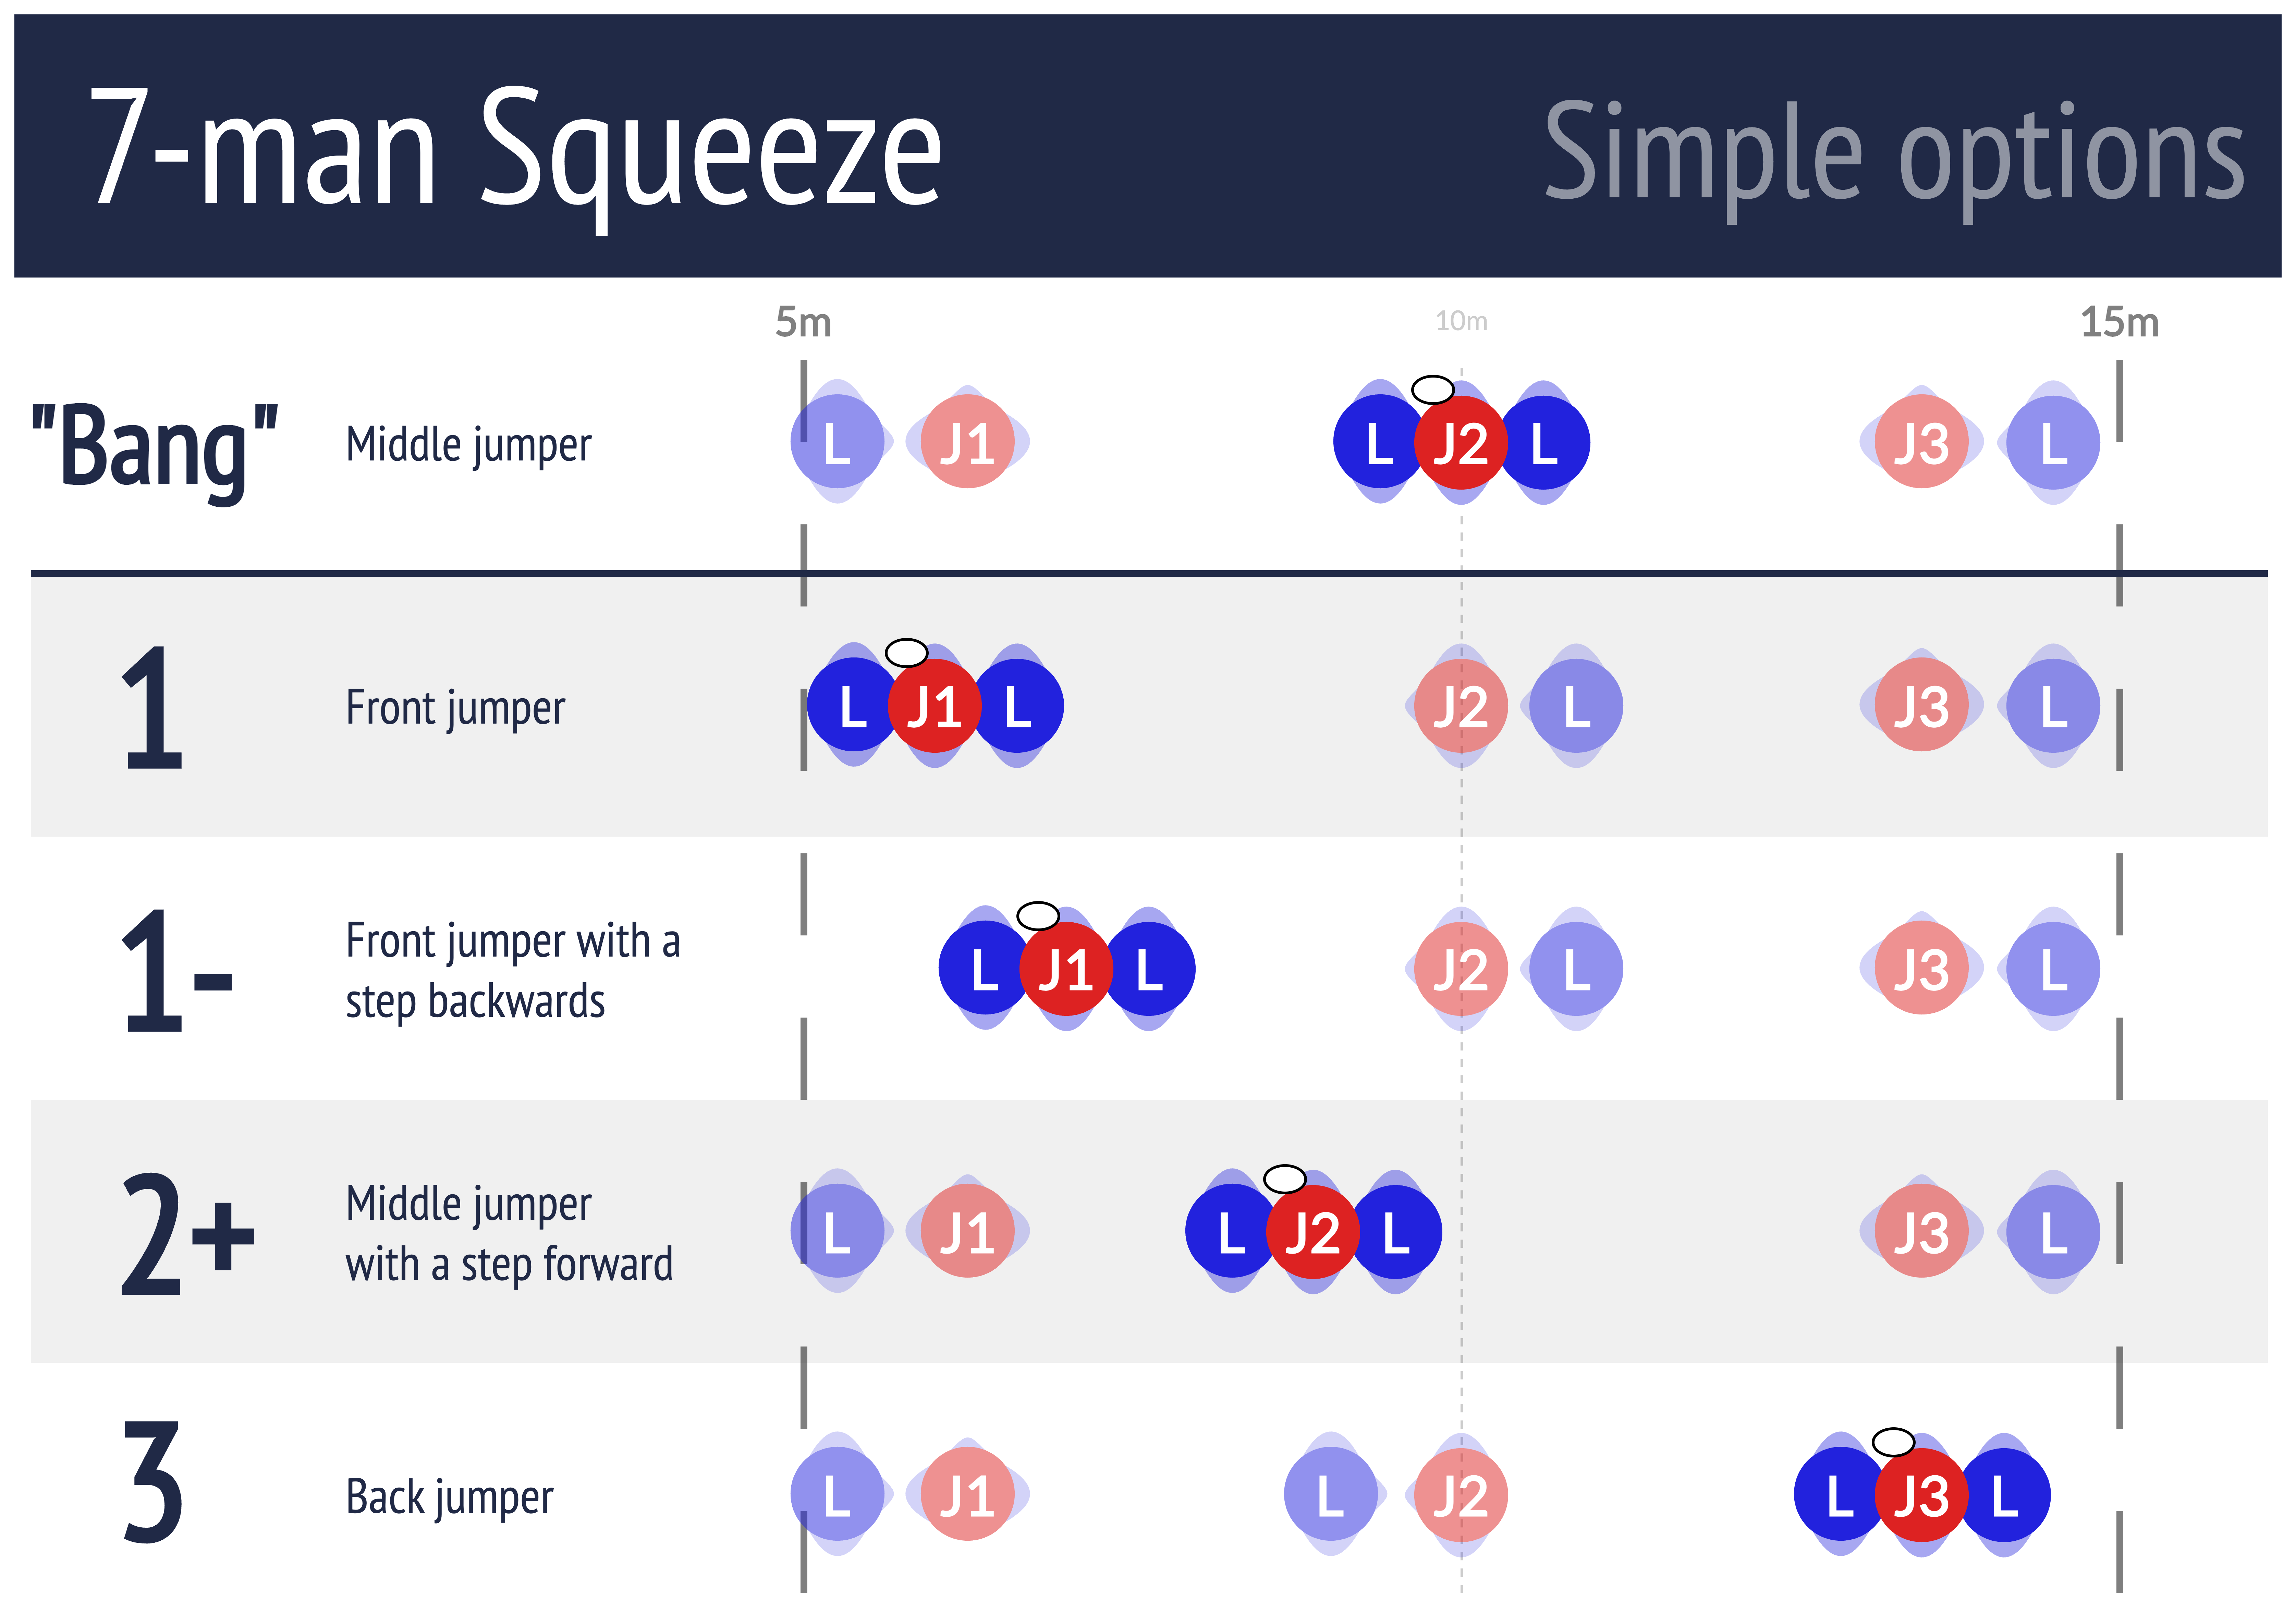 7-man Squeeze
Simple options
5m
10m
15m
"Bang"
Middle jumper
L
J1
L
J2
L
J3
L
1
Front jumper
L
J1
L
J2
L
J3
L
1-
Front jumper with a
step backwards
L
J1
L
J2
L
J3
L
2+
Middle jumper
with a step forward
L
J1
L
J2
L
J3
L
3
Back jumper
L
J1
L
J2
L
J3
L